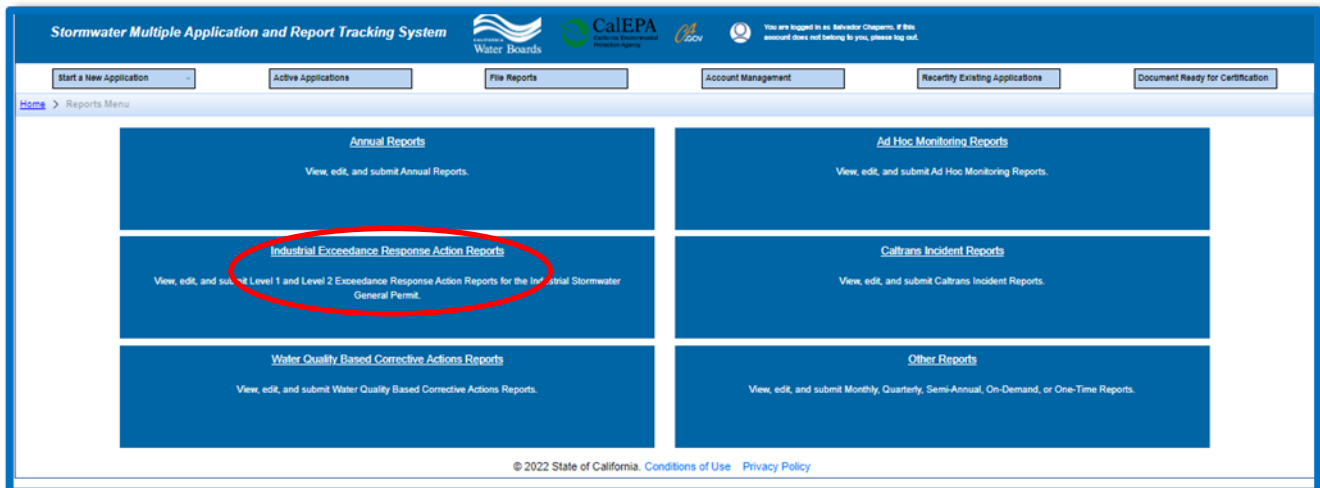 Stormwater Multiple Application and Report Tracking System
CALIFORNIA
Water Boards
CalEPA
California Environmental
Protection Agency
CA.GOV
You are logged in as: Salvador Chaparro. If this
account does not belong to you, please log out.
Start a New Application
Active Applications
File Reports
Account Management
Recertify Existing Applications
Document Ready for Certification
Home > Reports Menu
Annual Reports
View, edit, and submit Annual Reports.
Ad Hoc Monitoring Reports
View, edit, and submit Ad Hoc Monitoring Reports.
Industrial Exceedance Response Action Reports
View, edit, and submit Level 1 and Level 2 Exceedance Response Action Reports for the Industrial Stormwater
General Permit.
Caltrans Incident Reports
View, edit, and submit Caltrans Incident Reports.
Water Quality Based Corrective Actions Reports
View, edit, and submit Water Quality Based Corrective Actions Reports.
Other Reports
View, edit, and submit Monthly, Quarterly, Semi-Annual, On-Demand, or One-Time Reports.
© 2022 State of California. Conditions of Use Privacy Policy